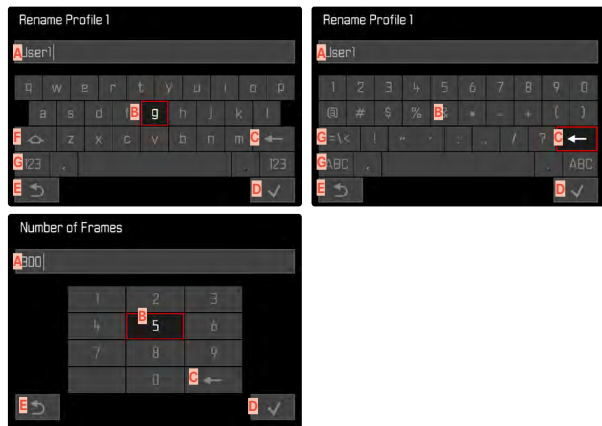 Rename Profile 1
A User1
q w e r t y u i o p
a s d f B g h j k l
F z x c v b n m C ←
G 123 , . 123
E D ✓
Rename Profile 1
A User1
1 2 3 4 5 6 7 8 9 0
@ # $ % B & * - + ( )
G =\< ! " ' : ; / ? C ←
G ABC , . ABC
E D ✓
Number of Frames
A 300
1 2 3
4 B 5 6
7 8 9
0 C ←
E D ✓